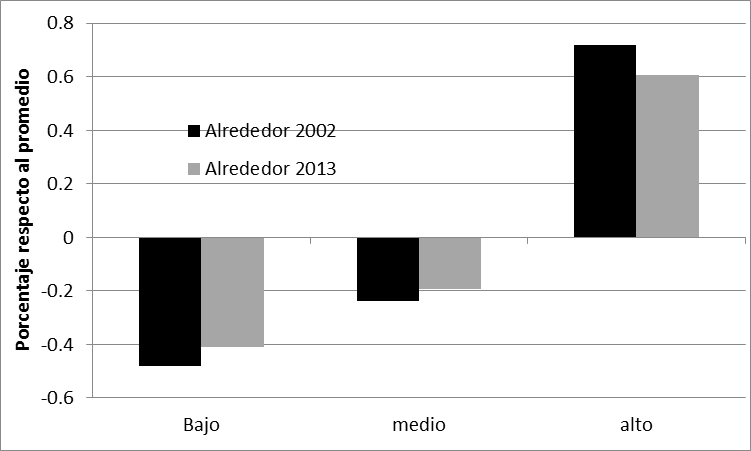 Porcentaje respecto al promedio
0.8
0.6
0.4
0.2
0
-0.2
-0.4
-0.6
Alrededor 2002
Alrededor 2013
Bajo
medio
alto